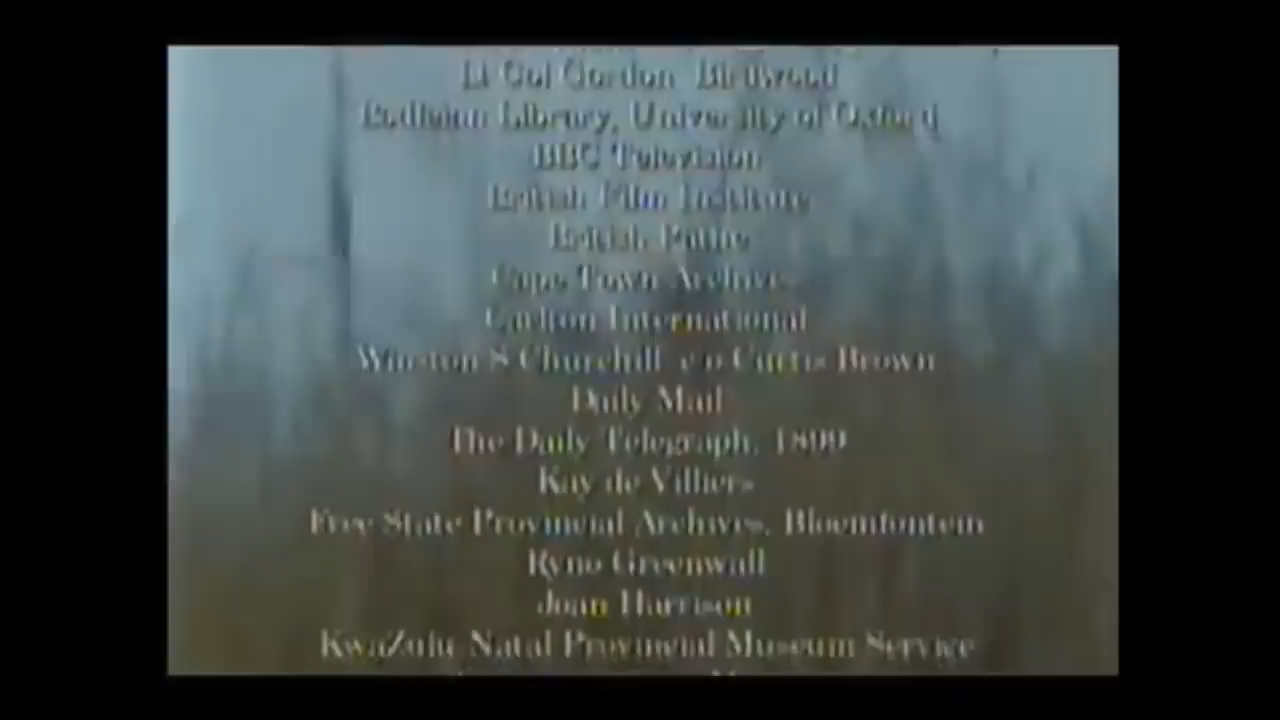 Lt Col Gordon Birdwood
Bodleian Library, University of Oxford
BBC Television
British Film Institute
British Pathe
Cape Town Archives
Carlton International
Winston S Churchill c/o Curtis Brown
Daily Mail
The Daily Telegraph, 1899
Kay de Villiers
Free State Provincial Archives, Bloemfontein
Ryno Greenwall
Joan Harrison
KwaZulu Natal Provincial Museum Service